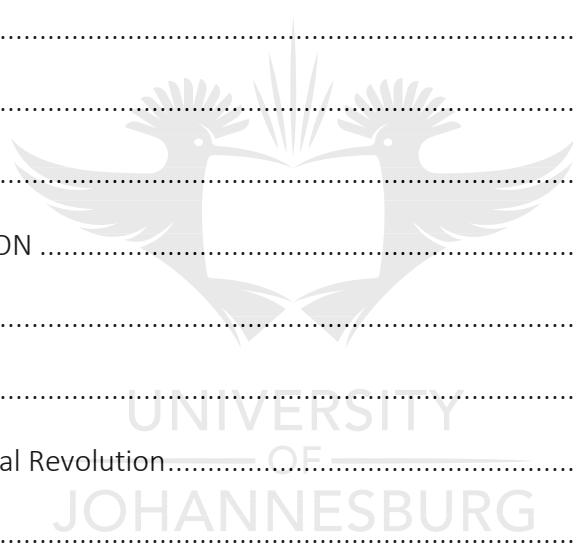 ..........................................................................................
..........................................................................................
..........................................................................................
ON ....................................................................................
..........................................................................................
..........................................................................................
UNIVERSITY
al Revolution................................................................
OF
JOHANNESBURG
..........................................................................................